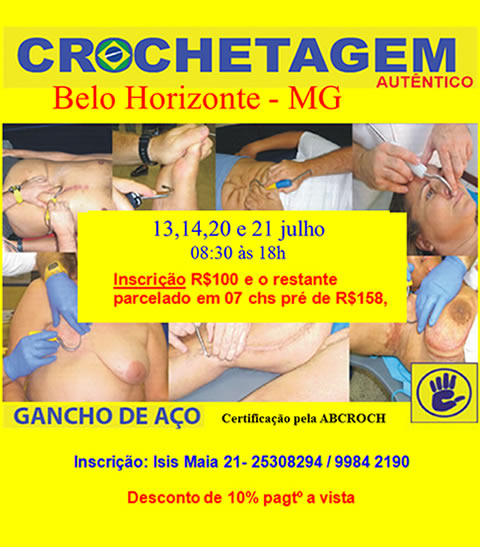 CROCHETAGEM
AUTÊNTICO
Belo Horizonte - MG
13,14,20 e 21 julho
08:30 às 18h
Inscrição R$100 e o restante
parcelado em 07 chs pré de R$158,
GANCHO DE AÇO
Certificação pela ABCROCH
Inscrição: Isis Maia 21- 25308294 / 9984 2190
Desconto de 10% pagtº a vista